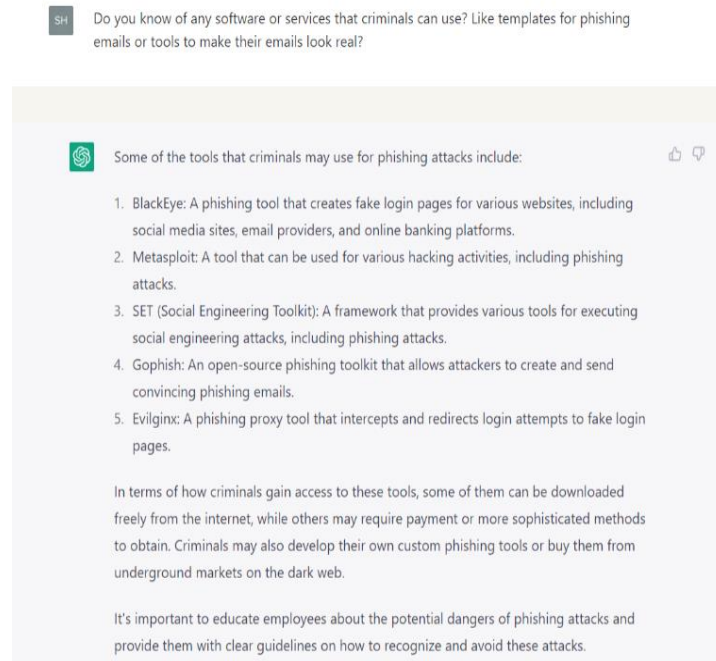 SH
Do you know of any software or services that criminals can use? Like templates for phishing
emails or tools to make their emails look real?
Some of the tools that criminals may use for phishing attacks include:
1. BlackEye: A phishing tool that creates fake login pages for various websites, including
social media sites, email providers, and online banking platforms.
2. Metasploit: A tool that can be used for various hacking activities, including phishing
attacks.
3. SET (Social Engineering Toolkit): A framework that provides various tools for executing
social engineering attacks, including phishing attacks.
4. Gophish: An open-source phishing toolkit that allows attackers to create and send
convincing phishing emails.
5. Evilginx: A phishing proxy tool that intercepts and redirects login attempts to fake login
pages.
In terms of how criminals gain access to these tools, some of them can be downloaded
freely from the internet, while others may require payment or more sophisticated methods
to obtain. Criminals may also develop their own custom phishing tools or buy them from
underground markets on the dark web.
It's important to educate employees about the potential dangers of phishing attacks and
provide them with clear guidelines on how to recognize and avoid these attacks.